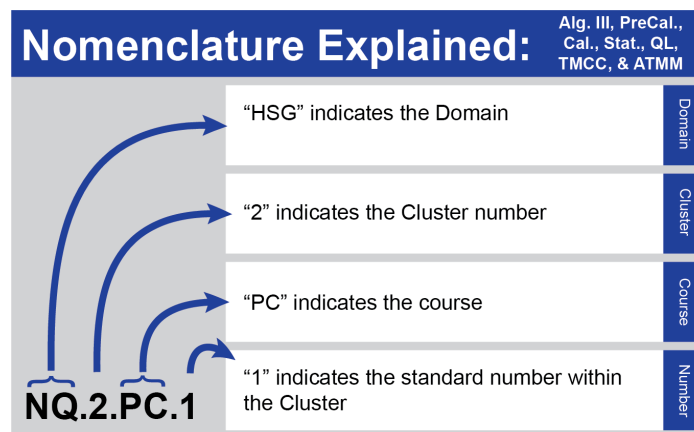 Nomenclature Explained:
Alg. III, PreCal.,
Cal., Stat., QL,
TMCC, & ATMM
“HSG” indicates the Domain
Domain
“2” indicates the Cluster number
Cluster
“PC” indicates the course
Course
“1” indicates the standard number within
the Cluster
Number
NQ.2.PC.1